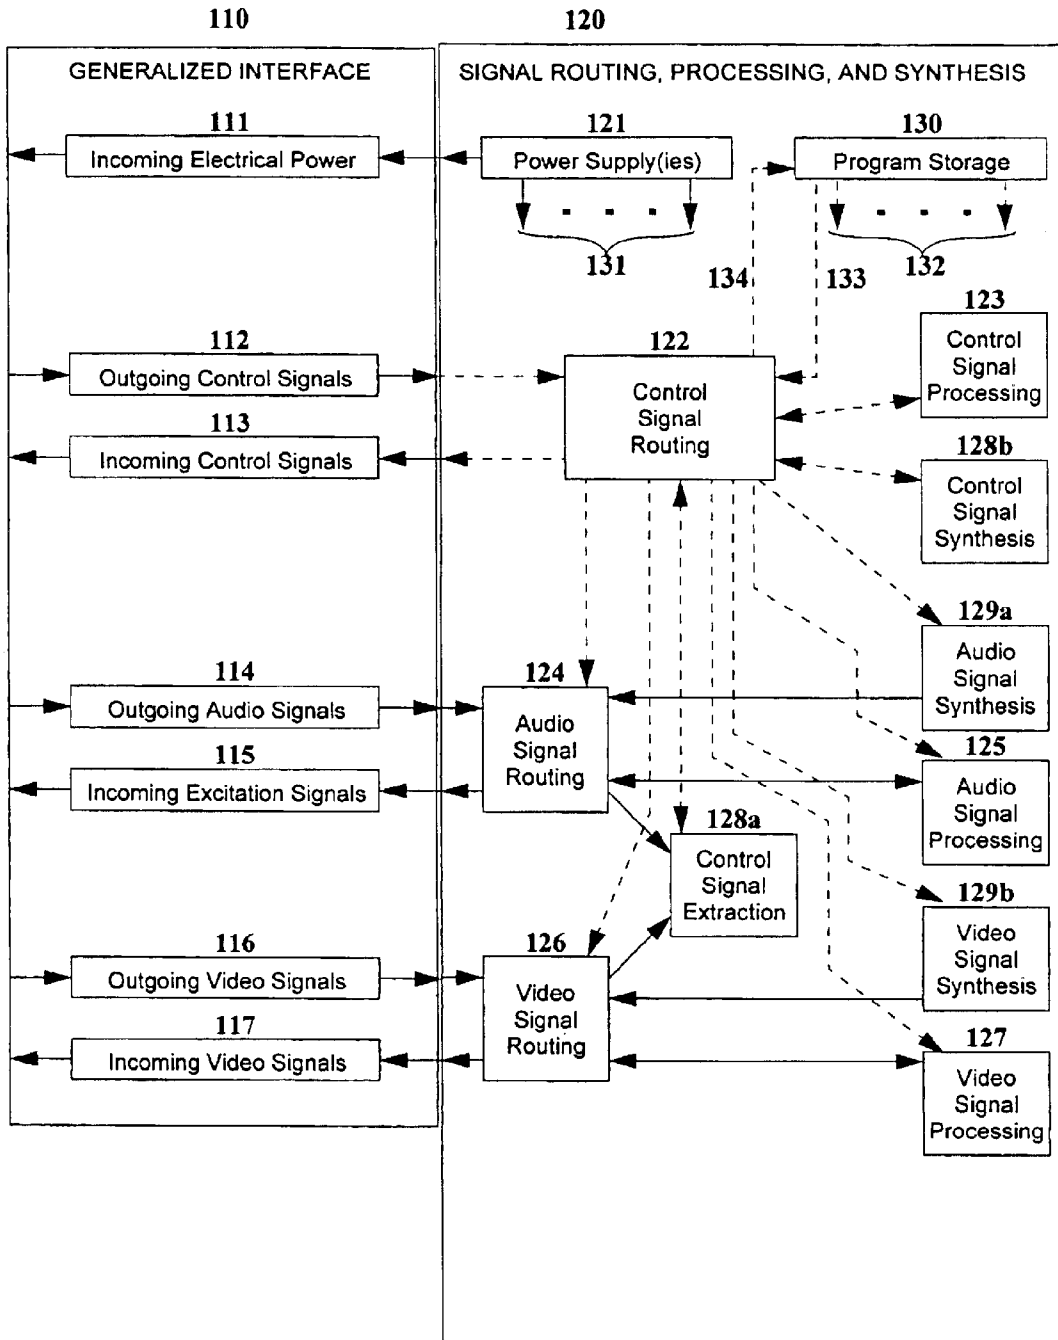 110
120
GENERALIZED INTERFACE
SIGNAL ROUTING, PROCESSING, AND SYNTHESIS
111
Incoming Electrical Power
121
Power Supply(ies)
130
Program Storage
131
132
134
133
112
Outgoing Control Signals
113
Incoming Control Signals
122
Control
Signal
Routing
123
Control
Signal
Processing
128b
Control
Signal
Synthesis
129a
Audio
Signal
Synthesis
114
Outgoing Audio Signals
115
Incoming Excitation Signals
124
Audio
Signal
Routing
125
Audio
Signal
Processing
128a
Control
Signal
Extraction
129b
Video
Signal
Synthesis
116
Outgoing Video Signals
117
Incoming Video Signals
126
Video
Signal
Routing
127
Video
Signal
Processing